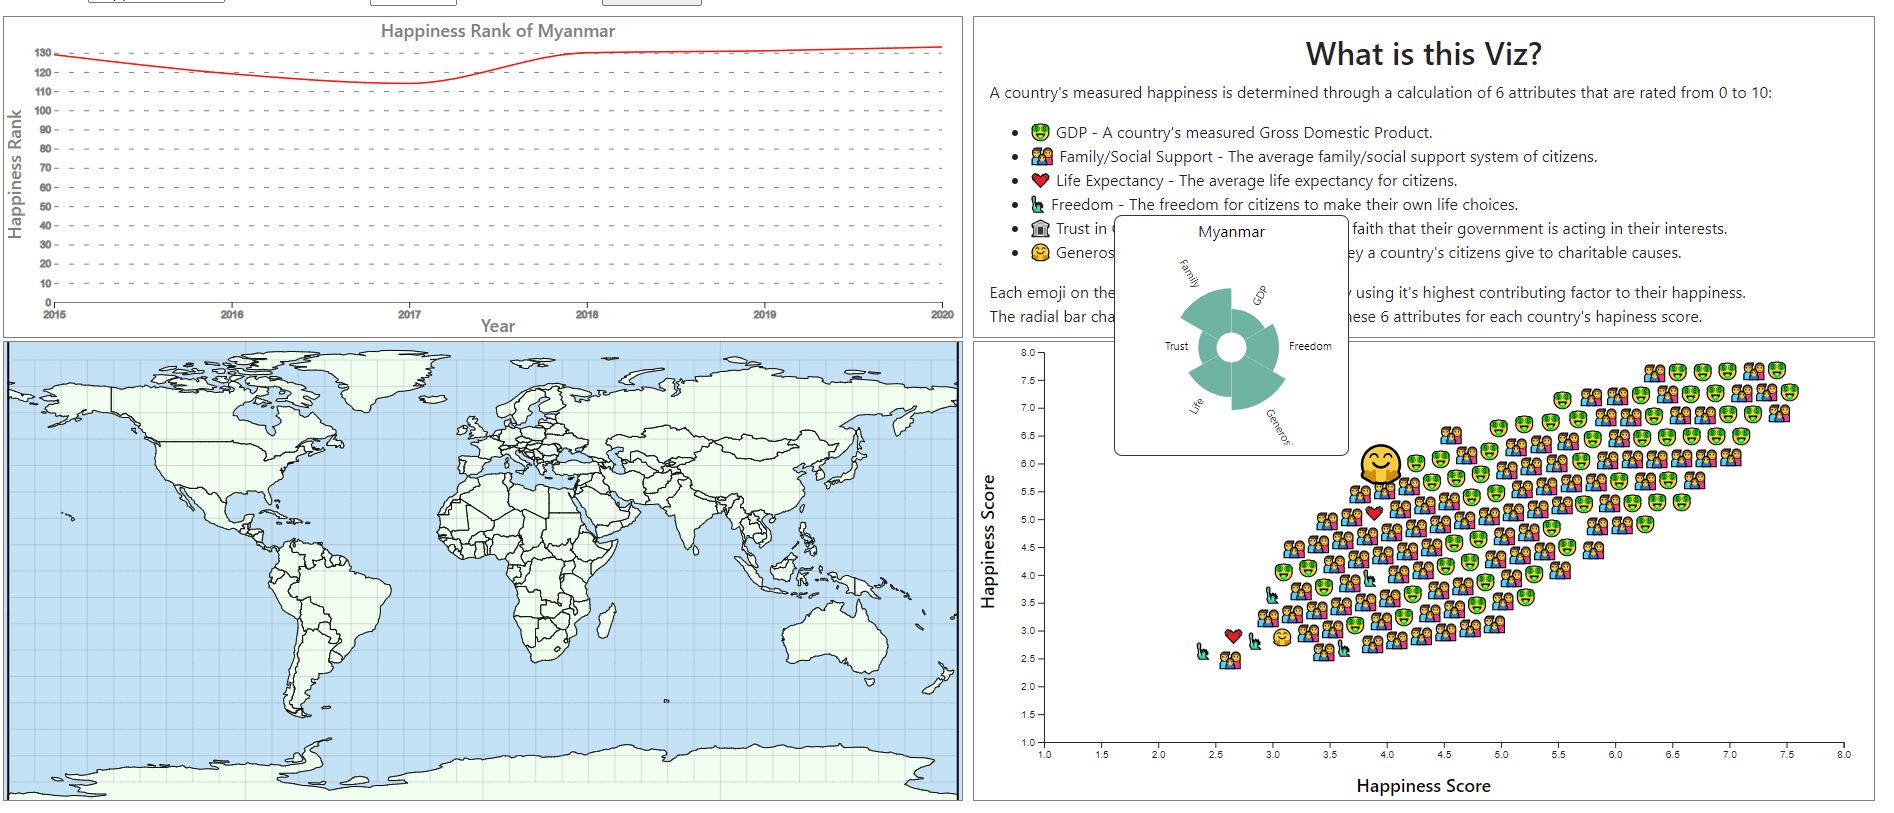 Happiness Rank of Myanmar
130
120
110
100
90
80
70
60
50
40
30
20
10
0
Happiness Rank
2015 2016 2017 2018 2019 2020
Year
What is this Viz?
A country's measured happiness is determined through a calculation of 6 attributes that are rated from 0 to 10:
GDP - A country's measured Gross Domestic Product.
Family/Social Support - The average family/social support system of citizens.
Life Expectancy - The average life expectancy for citizens.
Freedom - The freedom for citizens to make their own life choices.
Trust in faith that their government is acting in their interests.
Generos a country's citizens give to charitable causes.
Each emoji on the using it's highest contributing factor to their happiness.
The radial bar these 6 attributes for each country's hapiness score.
Myanmar
Family
GDP
Trust
Freedom
Life
Generos
8.0
7.5
7.0
6.5
6.0
5.5
5.0
4.5
4.0
3.5
3.0
2.5
2.0
1.5
1.0
Happiness Score
1.0 1.5 2.0 2.5 3.0 3.5 4.0 4.5 5.0 5.5 6.0 6.5 7.0 7.5 8.0
Happiness Score